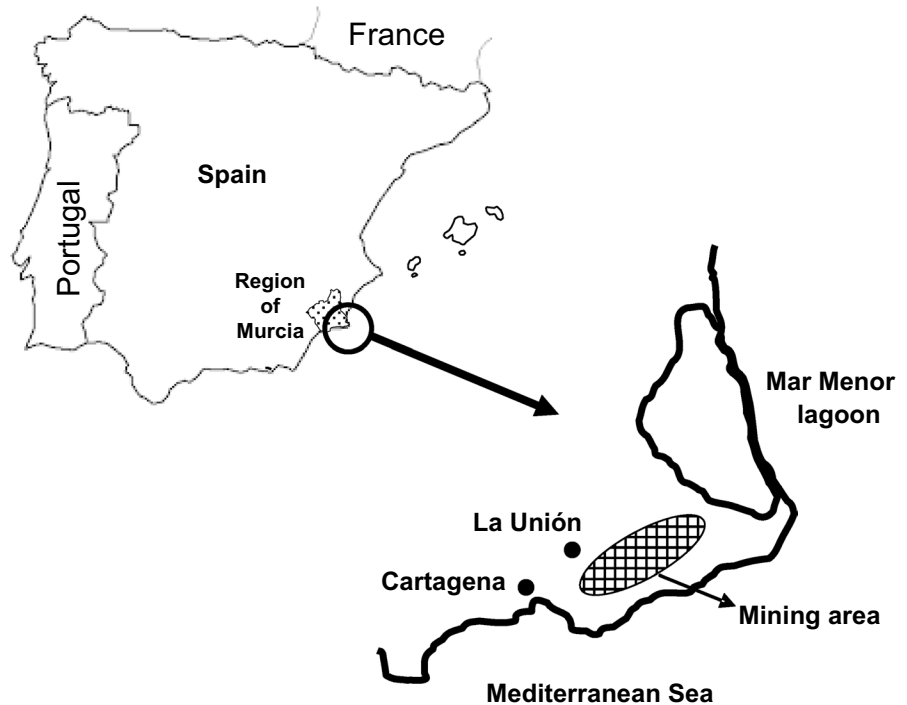 France
Spain
Portugal
Region
of
Murcia
Mar Menor
lagoon
La Unión
Cartagena
Mining area
Mediterranean Sea